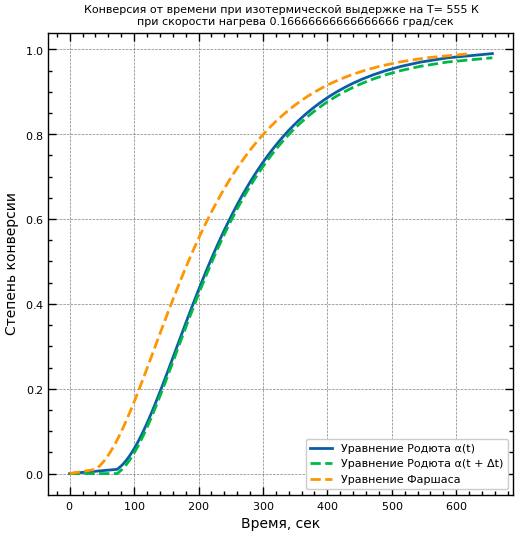 Конверсия от времени при изотермической выдержке на T= 555 К
при скорости нагрева 0.16666666666666666 град/сек
1.0
0.8
0.6
0.4
0.2
0.0
Степень конверсии
0 100 200 300 400 500 600
Время, сек
Уравнение Родюта α(t)
Уравнение Родюта α(t + Δt)
Уравнение Фаршаса